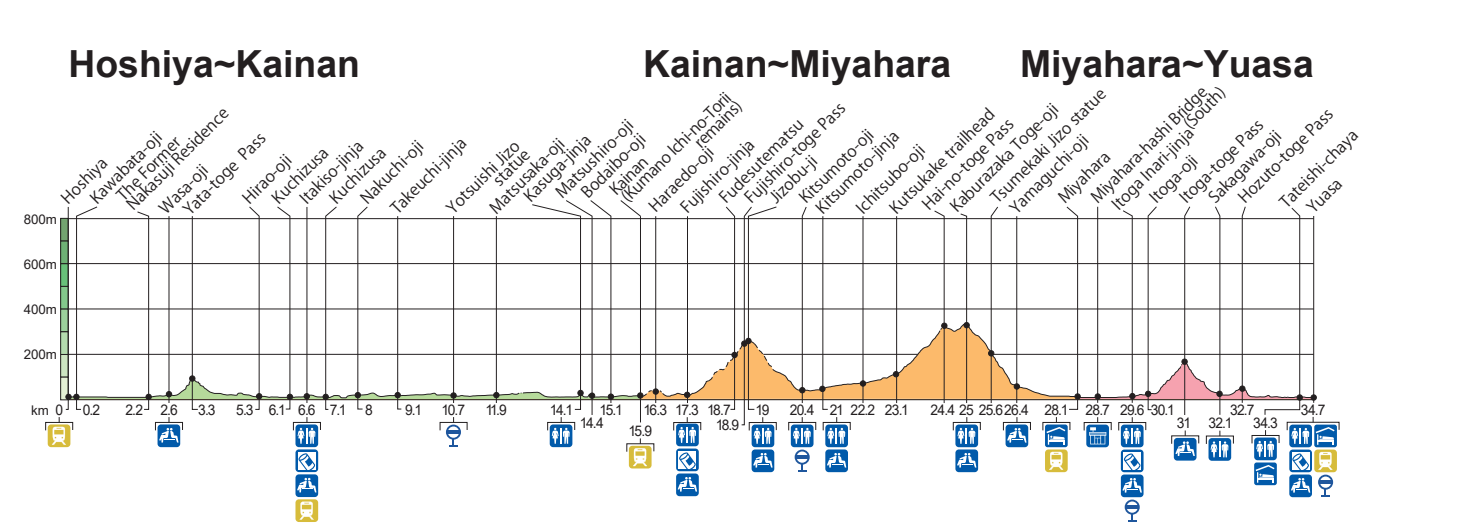 Hoshiya~Kainan
Kainan~Miyahara
Miyahara~Yuasa
Hoshiya
Kawabata-oji
The Former
Nakasuji Residence
Wasa-oji
Yata-toge Pass
Hirao-oji
Kuchizusa
Itakiso-jinja
Kuchizusa
Nakuchi-oji
Takeuchi-jinja
Yotsuishi Jizo
statue
Matsusaka-oji
Kasuga-jinja
Matsushiro-oji
Bodaibo-oji
Kainan
(Kumano Ichi-no-Torii
remains)
Haraedo-oji
Fujishiro-jinja
Fudesutematsu
Fujishiro-toge Pass
Jizobu-ji
Kitsumoto-oji
Kitsumoto-jinja
Ichitsubo-oji
Kutsukake trailhead
Hai-no-toge Pass
Kaburazaka Toge-oji
Tsumekaki Jizo statue
Yamaguchi-oji
Miyahara
Miyahara-hashi Bridge
Itoga Inari-jinja(South)
Itoga-oji
Itoga-toge Pass
Sakagawa-oji
Hozuto-toge Pass
Tateishi-chaya
Yuasa
800m
600m
400m
200m
km 0 0.2 2.2 2.6 3.3 5.3 6.1 6.6 7.1 8 9.1 10.7 11.9 14.1 15.1 16.3 17.3 18.7 19 20.4 21 22.2 23.1 24.4 25 25.6 26.4 28.1 28.7 29.6 30.1 32.7 34.7
14.4 18.9 31 32.1 34.3
15.9